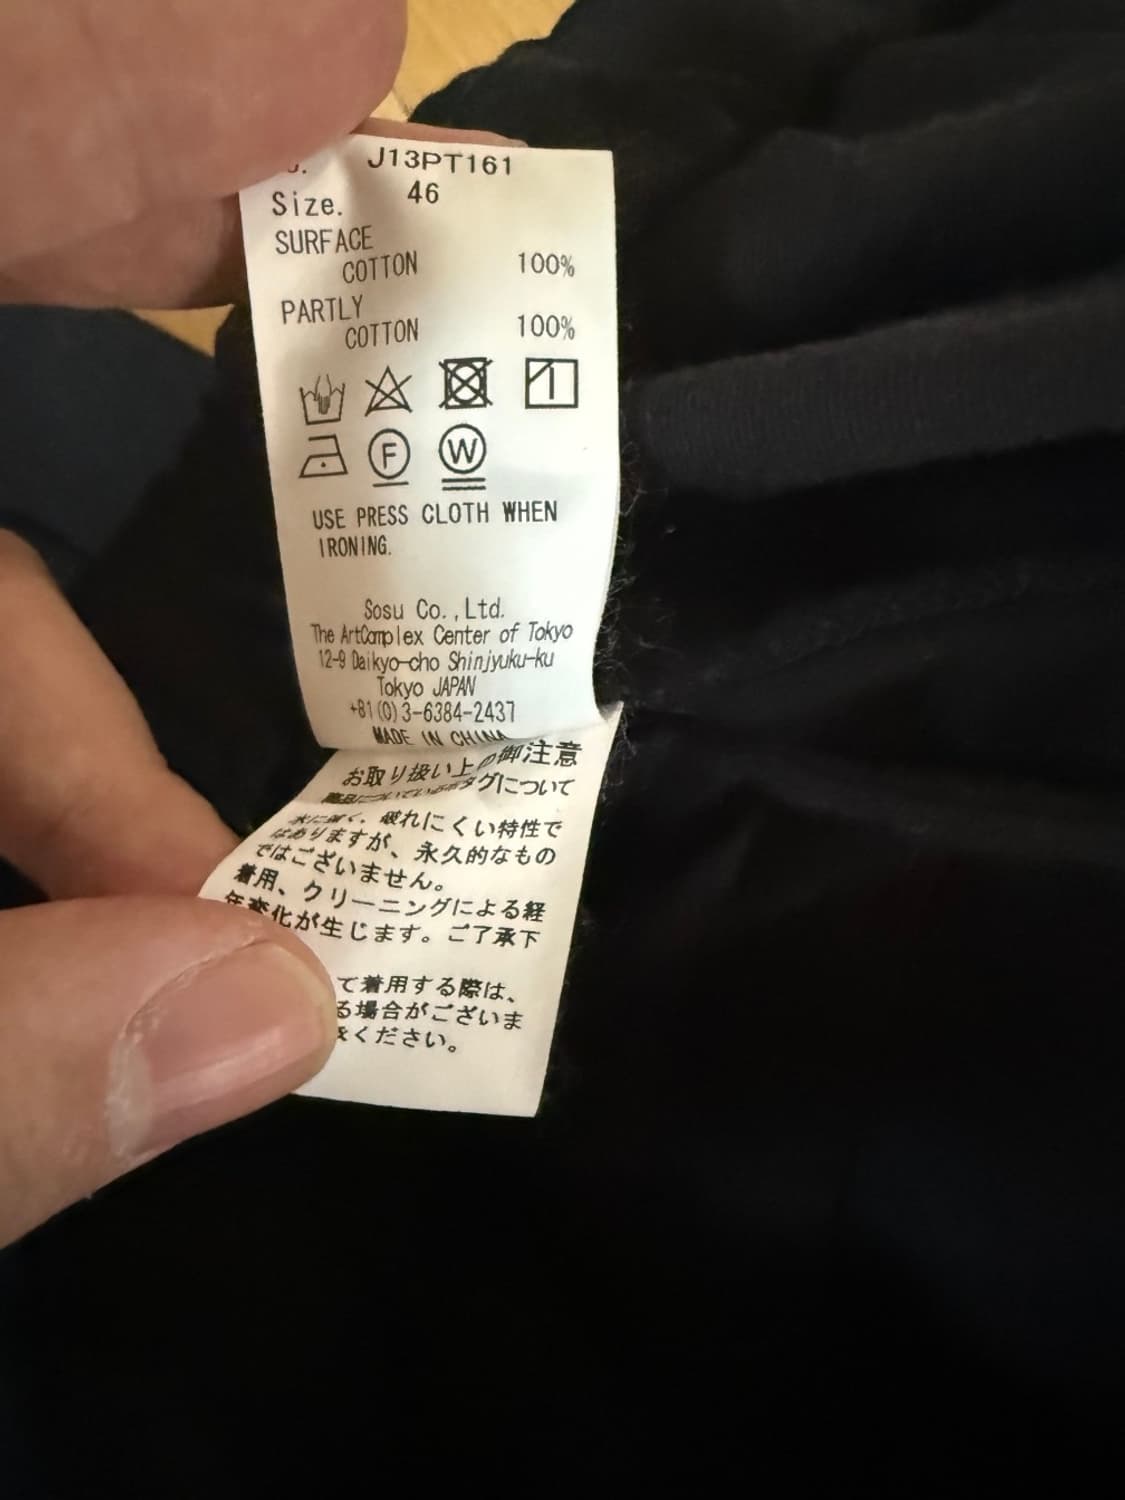 J13PT161
Size. 46
SURFACE
COTTON 100%
PARTLY
COTTON 100%
F W
USE PRESS CLOTH WHEN
IRONING.
Sosu Co.,Ltd.
The ArtComplex Center of Tokyo
12-9 Daikyo-cho Shinjyuku-ku
Tokyo JAPAN
+81(0)3-6384-2437
MADE IN CHINA
お取り扱い上の御注意
タグについて
破れにくい特性で
はありますが、永久的なもの
ではございません。
着用、クリーニングによる経
年変化が生じます。ご了承下
て着用する際は、
る場合がございま
ください。